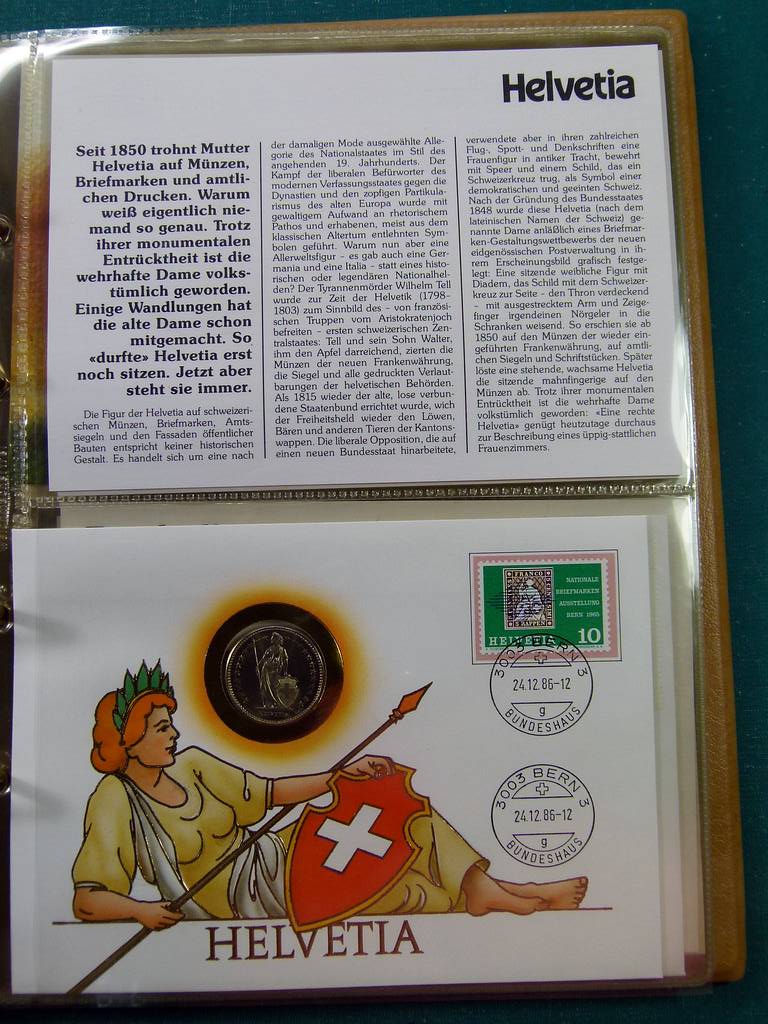 Helvetia
Seit 1850 trohnt Mutter
Helvetia auf Münzen,
Briefmarken und amtli-
chen Drucken. Warum
weiß eigentlich nie-
mand so genau. Trotz
ihrer monumentalen
Entrücktheit ist die
wehrhafte Dame volks-
tümlich geworden.
Einige Wandlungen hat
die alte Dame schon
mitgemacht. So
«durfte» Helvetia erst
noch sitzen. Jetzt aber
steht sie immer.
Die Figur der Helvetia auf schweizeri-
schen Münzen, Briefmarken, Amts-
siegeln und den Fassaden öffentlicher
Bauten entspricht keiner historischen
Gestalt. Es handelt sich um eine nach
der damaligen Mode ausgewählte Alle-
gorie des Nationalstaates im Stil des
angehenden 19. Jahrhunderts. Der
Kampf der liberalen Befürworter des
modernen Verfassungsstaates gegen die
Dynastien und den zopfigen Partikula-
rismus des alten Europa wurde mit
gewaltigem Aufwand an rhetorischem
Pathos und erhabenen, meist aus dem
klassischen Altertum entlehnten Sym-
bolen geführt. Warum nun aber eine
Allerweltsfigur - es gab auch eine Ger-
mania und eine Italia - statt eines histo-
rischen oder legendären Nationalhel-
den? Der Tyrannenmörder Wilhelm Tell
wurde zur Zeit der Helvetik (1798-
1803) zum Sinnbild des - von französi-
schen Truppen vom Aristokratenjoch
befreiten - ersten schweizerischen Zen-
tralstaates: Tell und sein Sohn Walter,
ihm den Apfel darreichend, zierten die
Münzen der neuen Frankenwährung,
die Siegel und alle gedruckten Verlaut-
barungen der helvetischen Behörden.
Als 1815 wieder der alte, lose verbun-
dene Staatenbund errichtet wurde, wich
der Freiheitsheld wieder den Löwen,
Bären und anderen Tieren der Kantons-
wappen. Die liberale Opposition, die auf
einen neuen Bundesstaat hinarbeitete,
verwendete aber in ihren zahlreichen
Flug-, Spott- und Denkschriften eine
Frauenfigur in antiker Tracht, bewehrt
mit Speer und einem Schild, das ein
Schweizerkreuz trug, als Symbol einer
demokratischen und geeinten Schweiz.
Nach der Gründung des Bundesstaates
1848 wurde diese Helvetia (nach dem
lateinischen Namen der Schweiz) ge-
nannte Dame anläßlich eines Briefmar-
ken-Gestaltungswettbewerbs der neuen
eidgenössischen Postverwaltung in ih-
rem Erscheinungsbild grafisch festge-
legt: Eine sitzende weibliche Figur mit
Diadem, das Schild mit dem Schweizer-
kreuz zur Seite - den Thron verdeckend
- mit ausgestrecktem Arm und Zeige-
finger irgendeinen Nörgeler in die
Schranken weisend. So erschien sie ab
1850 auf den Münzen der wieder ein-
geführten Frankenwährung, auf amtli-
chen Siegeln und Schriftstücken. Später
löste eine stehende, wachsame Helvetia
die sitzende mahnfingerige auf den
Münzen ab. Trotz ihrer monumentalen
Entrücktheit ist die wehrhafte Dame
volkstümlich geworden: «Eine rechte
Helvetia» genügt heutzutage durchaus
zur Beschreibung eines üppig-stattlichen
Frauenzimmers.
FRANCO
5 RAPPEN
NATIONALE
BRIEFMARKEN
AUSSTELLUNG
BERN 1965
HELVETIA 10
3003 BERN 3
24.12.86-12
g
BUNDESHAUS
3003 BERN 3
24.12.86-12
g
BUNDESHAUS
HELVETIA